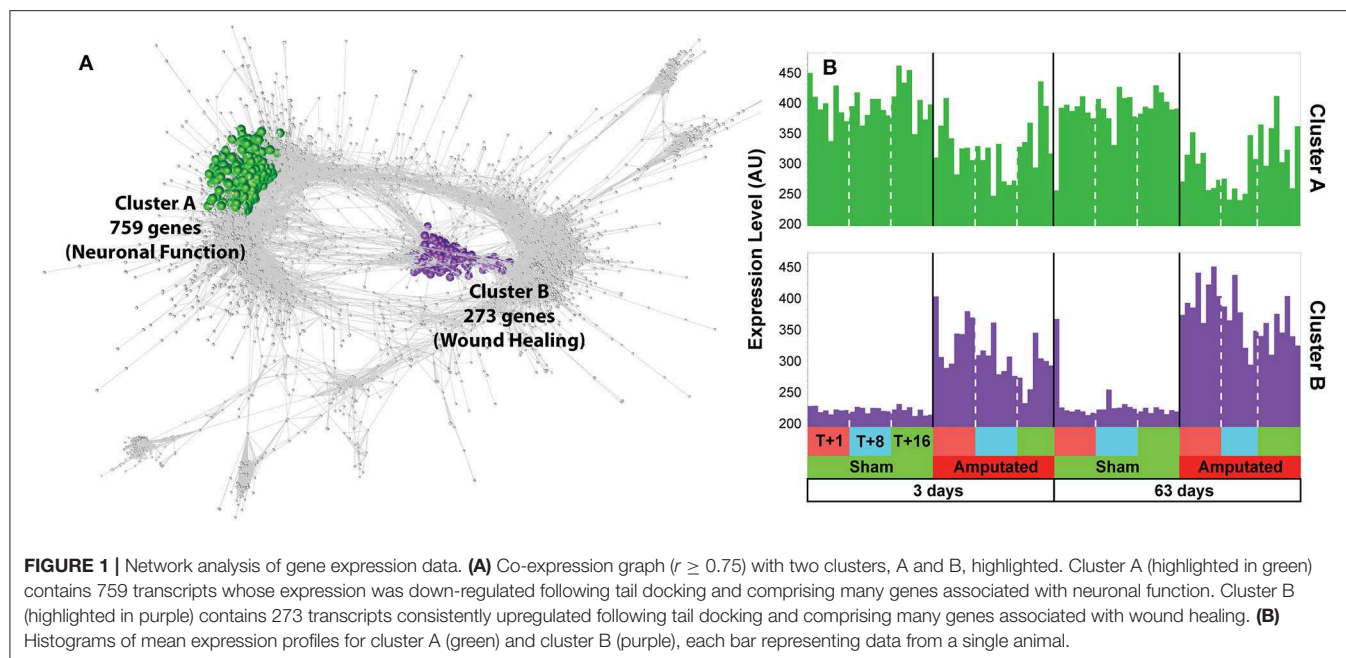 A
Cluster A
759 genes
(Neuronal Function)
Cluster B
273 genes
(Wound Healing)
B
Expression Level (AU)
450
400
350
300
250
200
Cluster A
450
400
350
300
250
200
Cluster B
T+1 T+8 T+16
Sham Amputated Sham Amputated
3 days 63 days
FIGURE 1 | Network analysis of gene expression data. (A) Co-expression graph (r ≥ 0.75) with two clusters, A and B, highlighted. Cluster A (highlighted in green)
contains 759 transcripts whose expression was down-regulated following tail docking and comprising many genes associated with neuronal function. Cluster B
(highlighted in purple) contains 273 transcripts consistently upregulated following tail docking and comprising many genes associated with wound healing. (B)
Histograms of mean expression profiles for cluster A (green) and cluster B (purple), each bar representing data from a single animal.